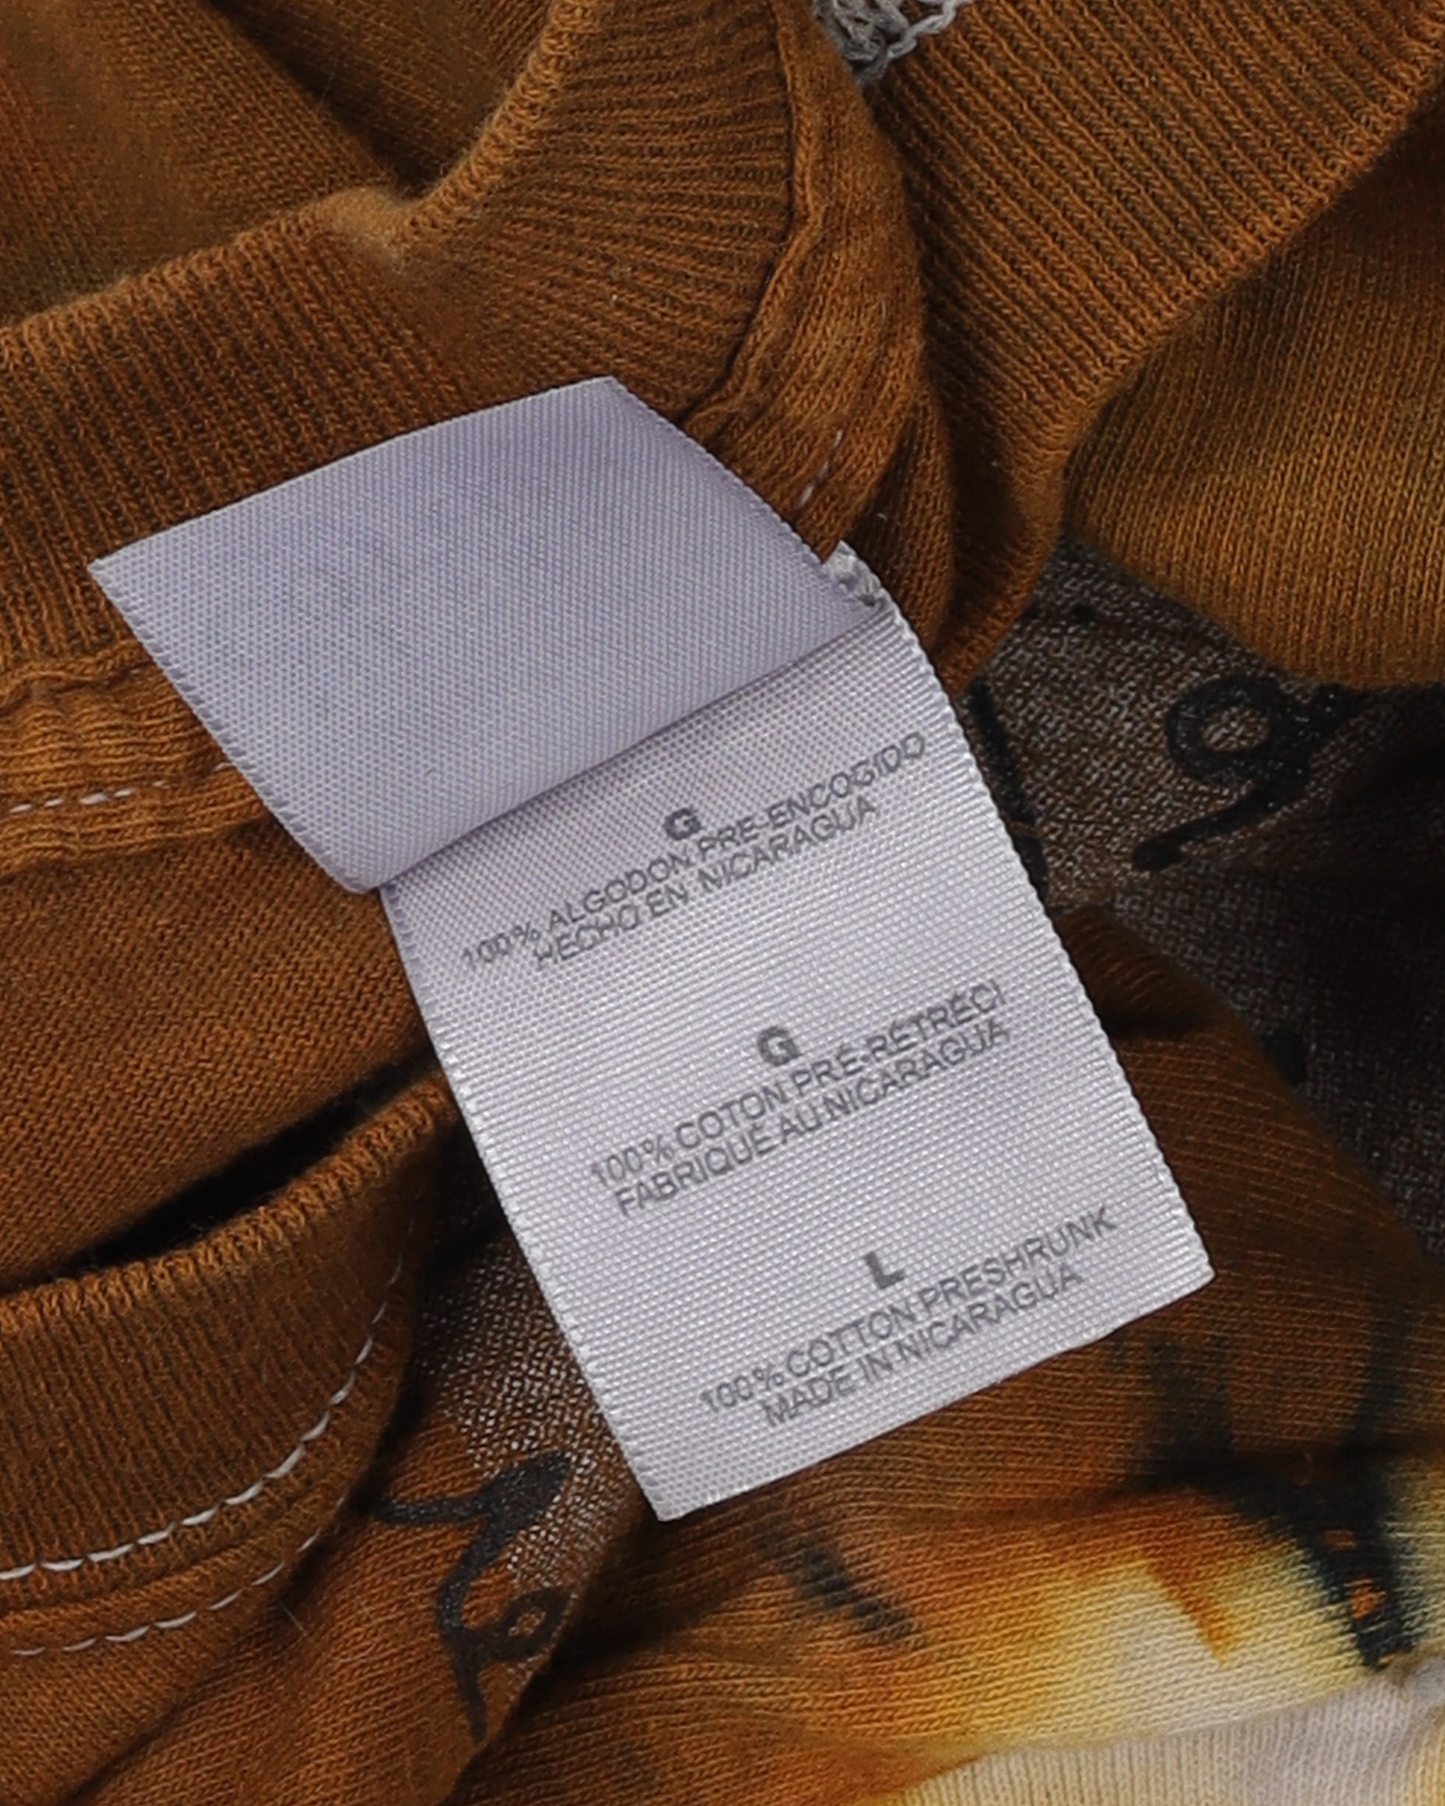 G
100% ALGODON PRE-ENCOGIDO
HECHO EN NICARAGUA
G
100% COTON PRÉ-RÉTRÉCI
FABRIQUÉ AU NICARAGUA
L
100% COTTON PRESHRUNK
MADE IN NICARAGUA